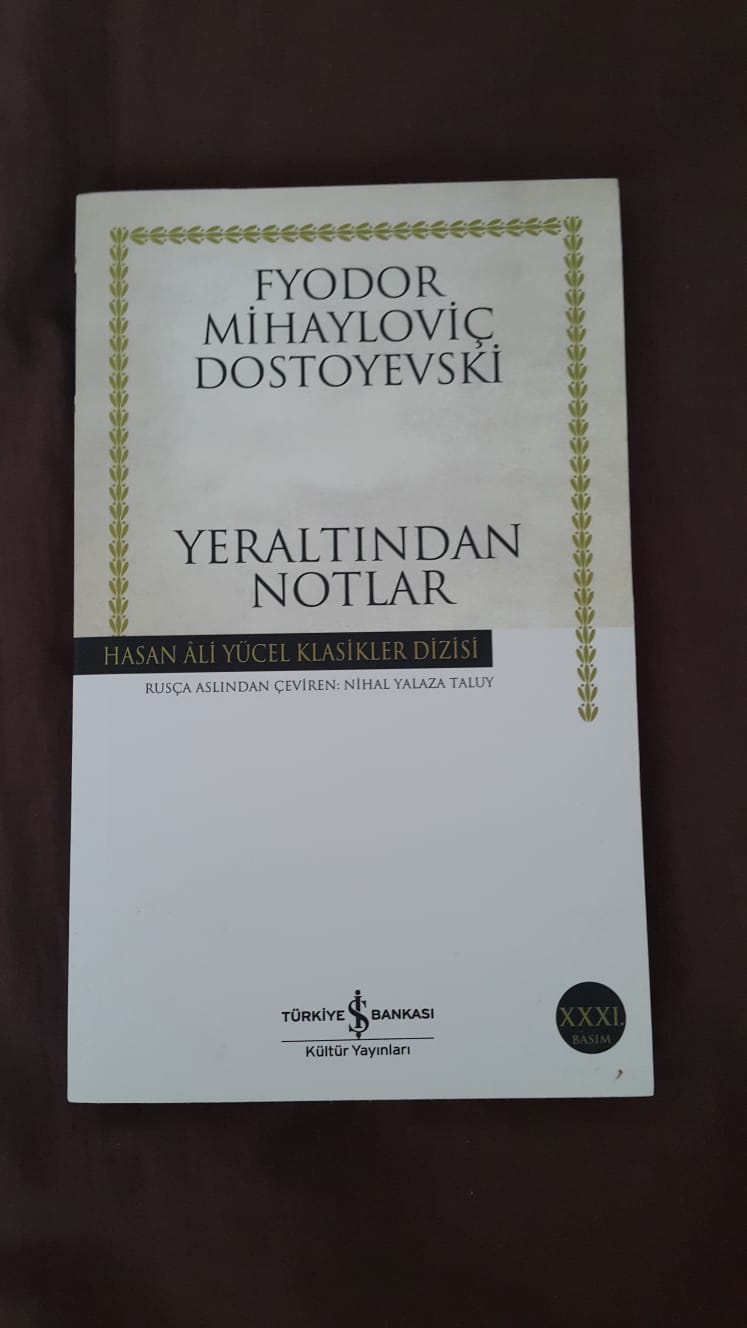 FYODOR
MİHAYLOVİÇ
DOSTOYEVSKİ
YERALTINDAN
NOTLAR
HASAN ÂLİ YÜCEL KLASİKLER DİZİSİ
RUSÇA ASLINDAN ÇEVİREN: NİHAL YALAZA TALUY
TÜRKİYE İŞ BANKASI
Kültür Yayınları
XXXI.
BASIM